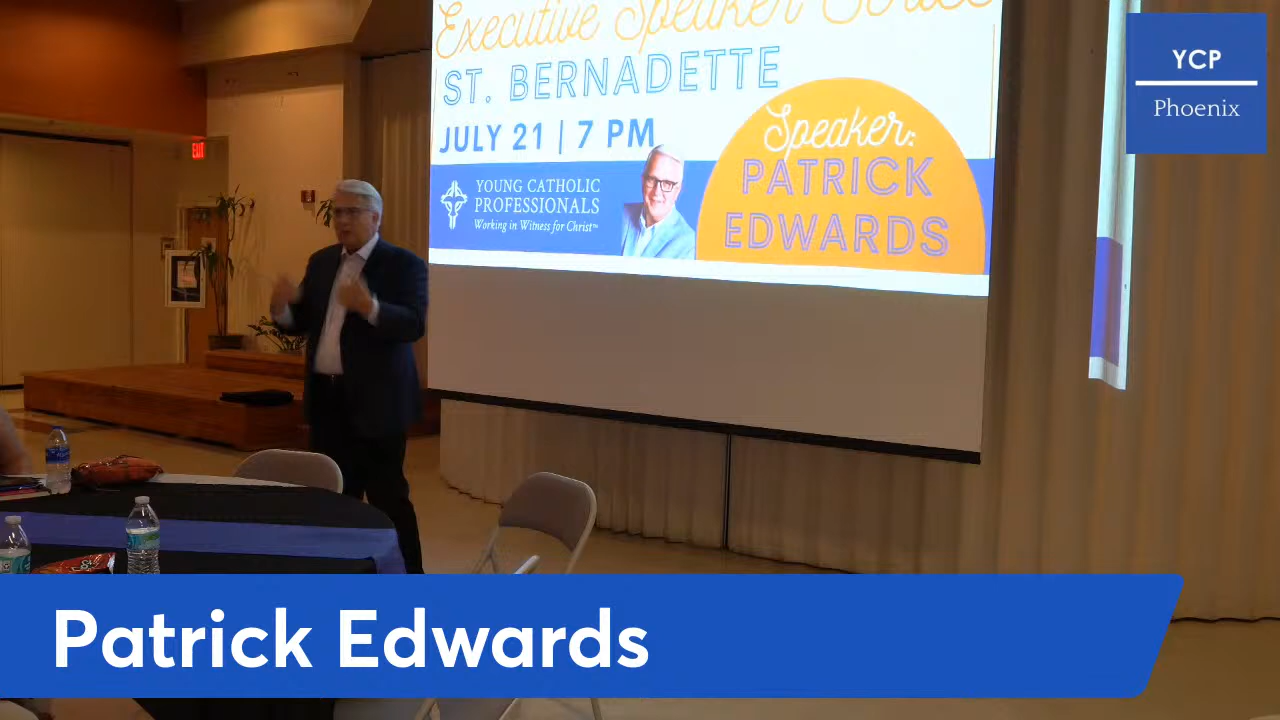 Executive Speaker Series
ST. BERNADETTE
JULY 21 | 7 PM
Speaker:
PATRICK
EDWARDS
YOUNG CATHOLIC
PROFESSIONALS
Working in Witness for Christ™
EXIT
YCP
Phoenix
Patrick Edwards